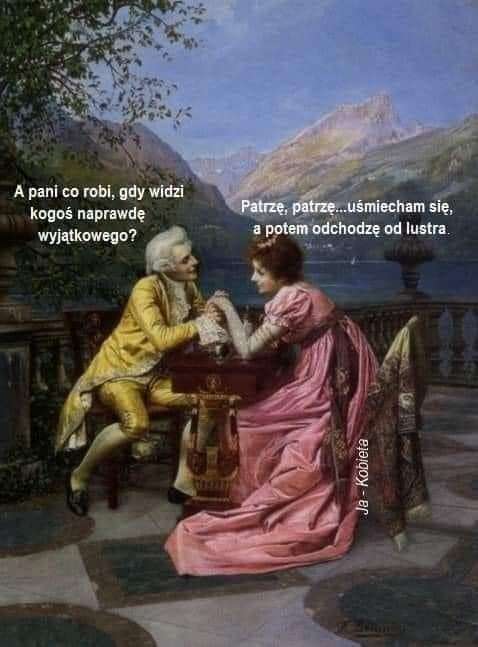 A pani co robi, gdy widzi
kogoś naprawdę
wyjątkowego?
Patrzę, patrzę...uśmiecham się,
a potem odchodzę od lustra.
Ja - Kobieta